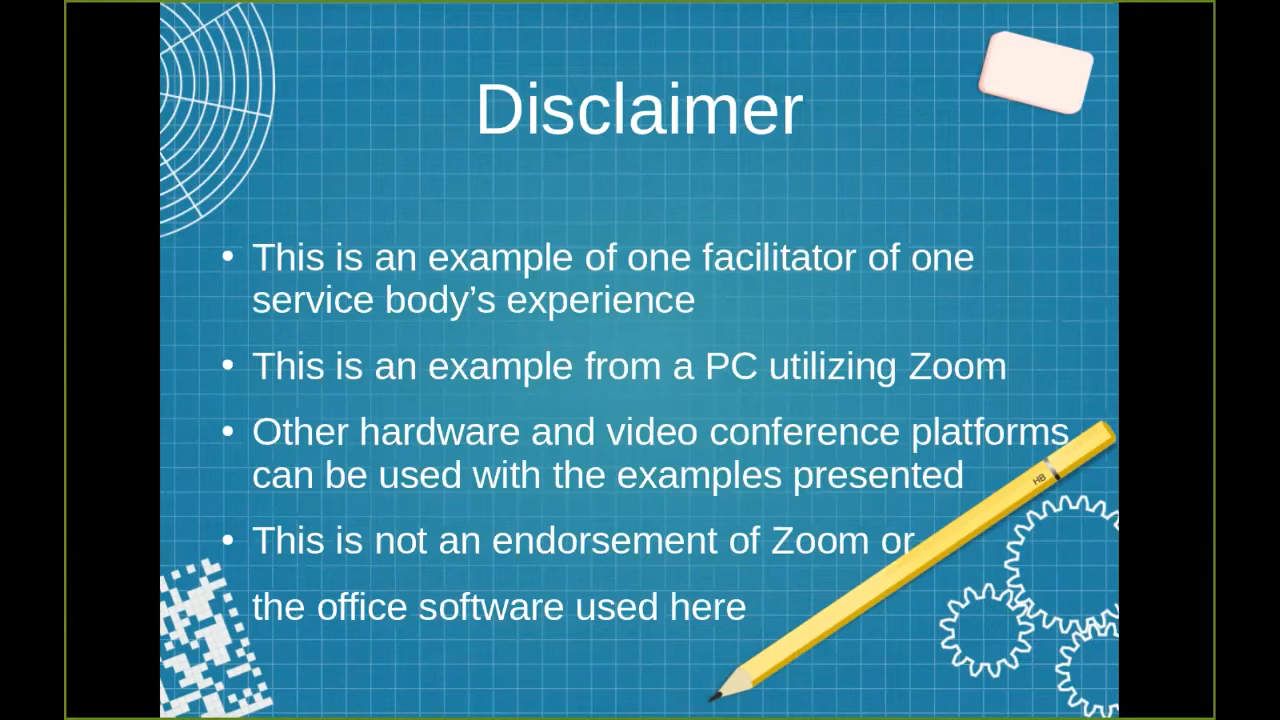 Disclaimer
• This is an example of one facilitator of one
service body’s experience
• This is an example from a PC utilizing Zoom
• Other hardware and video conference platforms
can be used with the examples presented
• This is not an endorsement of Zoom or
the office software used here
HB